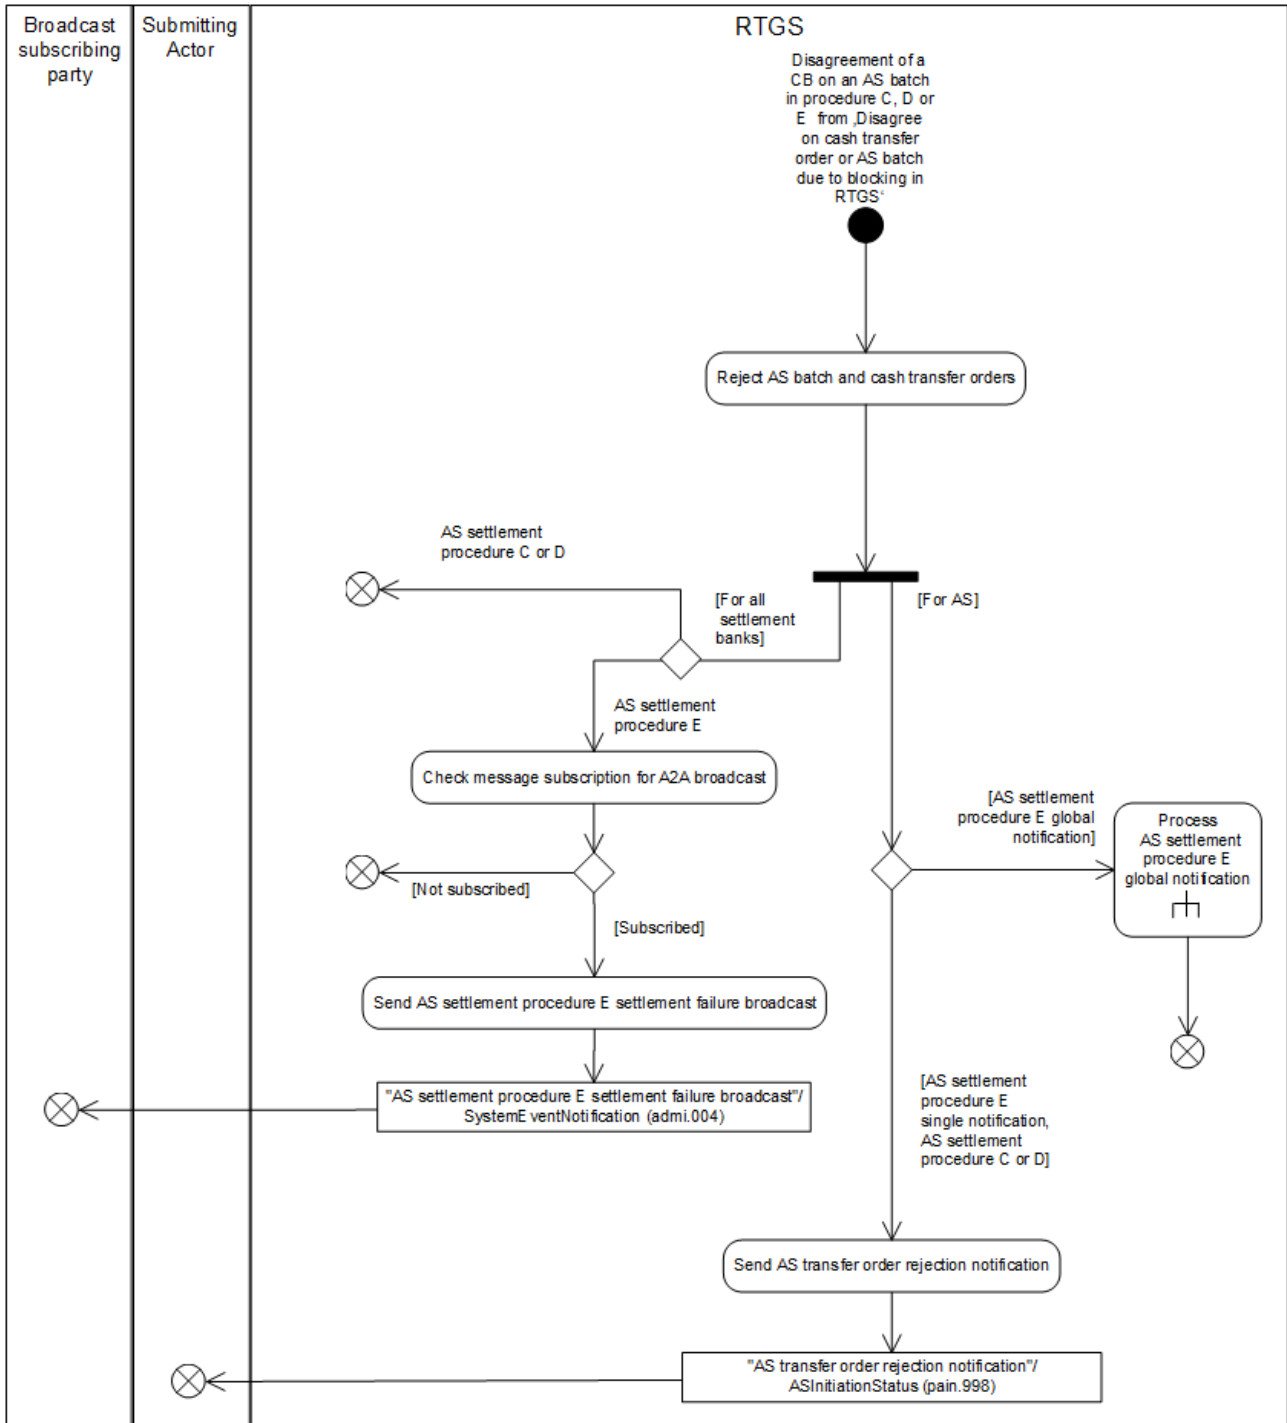 Broadcast
subscribing
party
Submitting
Actor
RTGS
Disagreement of a
CB on an AS batch
in procedure C, D or
E from ‚Disagree
on cash transfer
order or AS batch
due to blocking in
RTGS‘
Reject AS batch and cash transfer orders
AS settlement
procedure C or D
[For all
settlement
banks]
[For AS]
AS settlement
procedure E
Check message subscription for A2A broadcast
[AS settlement
procedure E global
notification]
Process
AS settlement
procedure E
global notification
[Not subscribed]
[Subscribed]
Send AS settlement procedure E settlement failure broadcast
"AS settlement procedure E settlement failure broadcast"/
SystemEventNotification (admi.004)
[AS settlement
procedure E
single notification,
AS settlement
procedure C or D]
Send AS transfer order rejection notification
"AS transfer order rejection notification"/
ASInitiationStatus (pain.998)